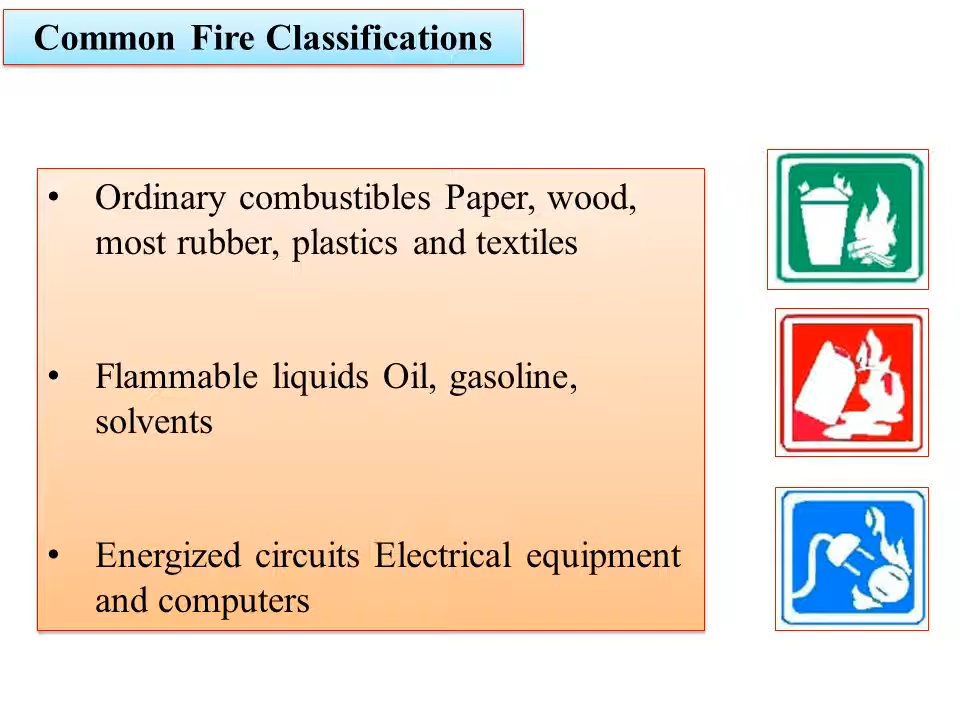 Common Fire Classifications
• Ordinary combustibles Paper, wood,
most rubber, plastics and textiles
• Flammable liquids Oil, gasoline,
solvents
• Energized circuits Electrical equipment
and computers